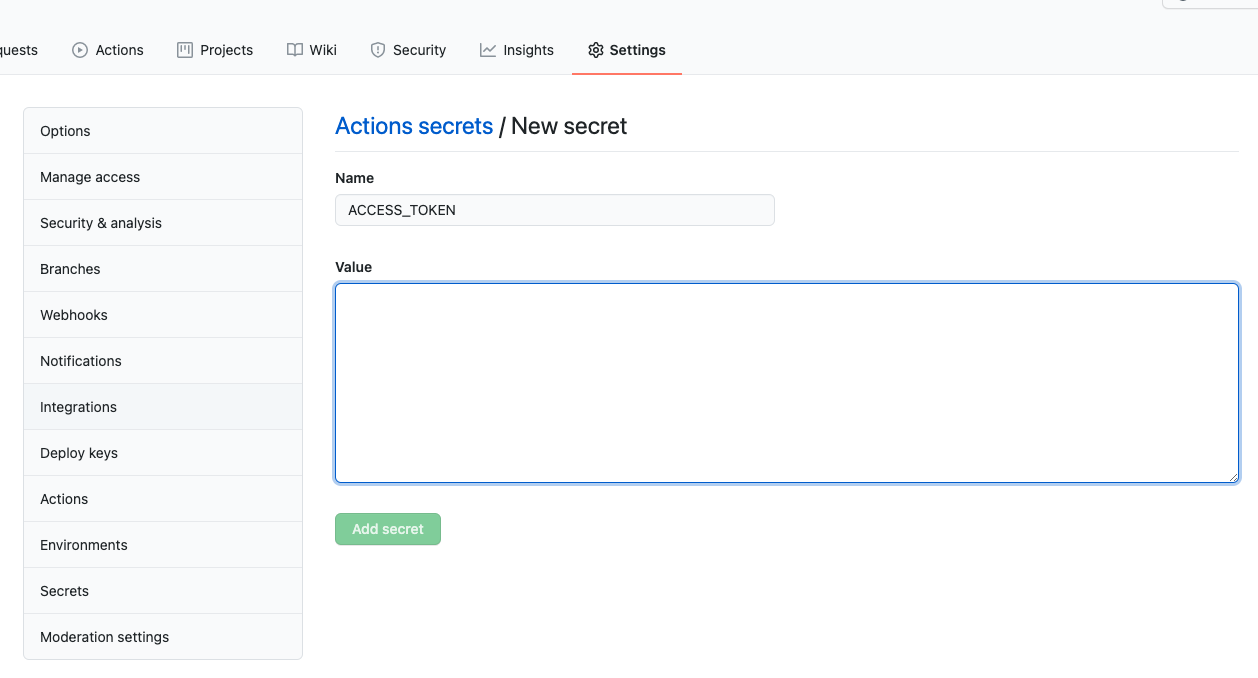 quests Actions Projects Wiki Security Insights Settings
Options
Manage access
Security & analysis
Branches
Webhooks
Notifications
Integrations
Deploy keys
Actions
Environments
Secrets
Moderation settings
Actions secrets / New secret
Name
ACCESS_TOKEN
Value
Add secret